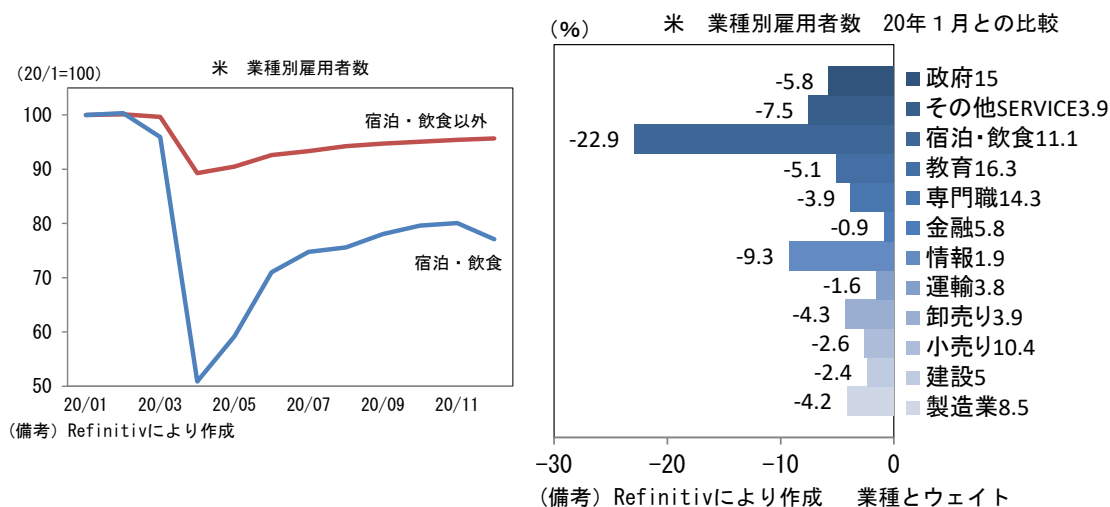 米 業種別雇用者数
(20/1=100)
100
90
80
70
60
50
宿泊・飲食以外
宿泊・飲食
20/01 20/03 20/05 20/07 20/09 20/11
(備考) Refinitivにより作成
米 業種別雇用者数 20年1月との比較
(%)
-5.8
-7.5
-22.9
-5.1
-3.9
-0.9
-9.3
-1.6
-4.3
-2.6
-2.4
-4.2
政府15
その他SERVICE3.9
宿泊・飲食11.1
教育16.3
専門職14.3
金融5.8
情報1.9
運輸3.8
卸売り3.9
小売り10.4
建設5
製造業8.5
-30 -20 -10 0
(備考) Refinitivにより作成 業種とウェイト